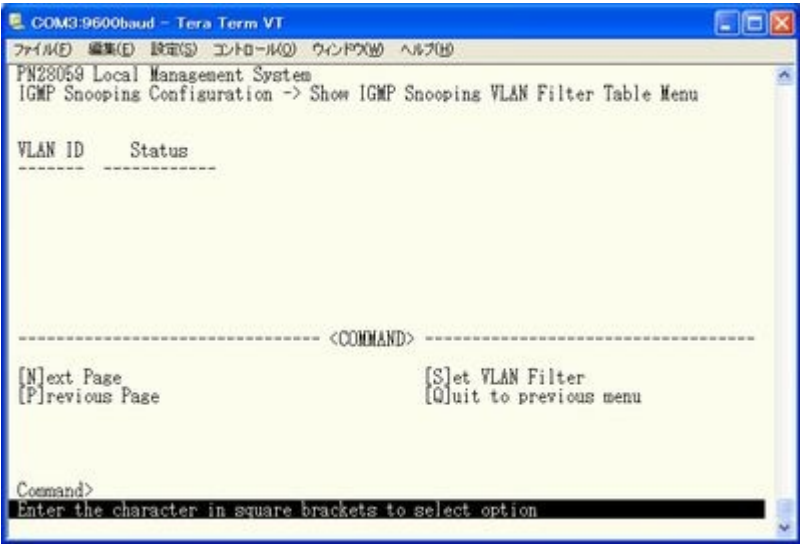 COM3:9600baud - Tera Term VT
ファイル(F) 編集(E) 設定(S) コントロール(O) ウィンドウ(W) ヘルプ(H)
PN28059 Local Management System
IGMP Snooping Configuration -> Show IGMP Snooping VLAN Filter Table Menu
VLAN ID Status
------- ------------
-------------------------------- <COMMAND> -----------------------------------
[N]ext Page [S]et VLAN Filter
[P]revious Page [Q]uit to previous menu
Command>
Enter the character in square brackets to select option